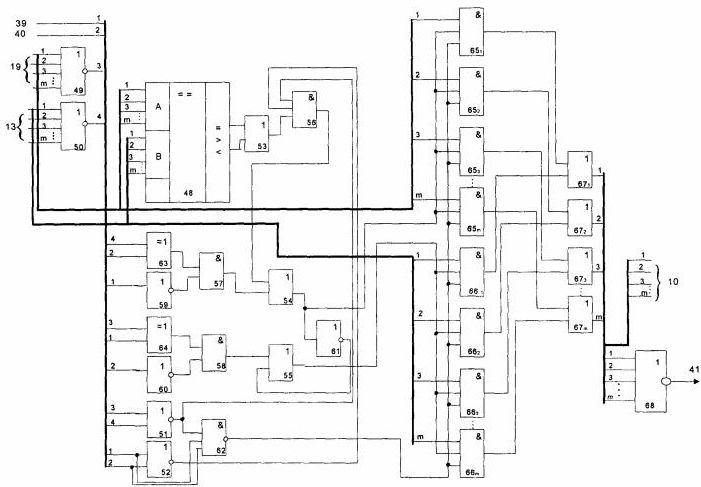 39 1
40 2
19 1 2 3 m 1 49 3
13 1 2 3 m 1 50 4
1 2 3 m A == = > < 48
1 2 3 m B
1 53
& 56
4 2 =1 63
1 1 59
& 57
1 54
3 1 =1 64
2 1 60
& 58
1 55
1 61
3 4 1 51
& 62
1 2 1 52
1 & 65₁
2 & 65₂
3 & 65₃
m & 65m
1 & 66
2 & 66₂
3 & 66₃
m & 66m
1 67₁ 1
1 67₂ 2
1 67₃ 3
1 67m m
1 2 3 m 10
1 2 3 m 1 68 41